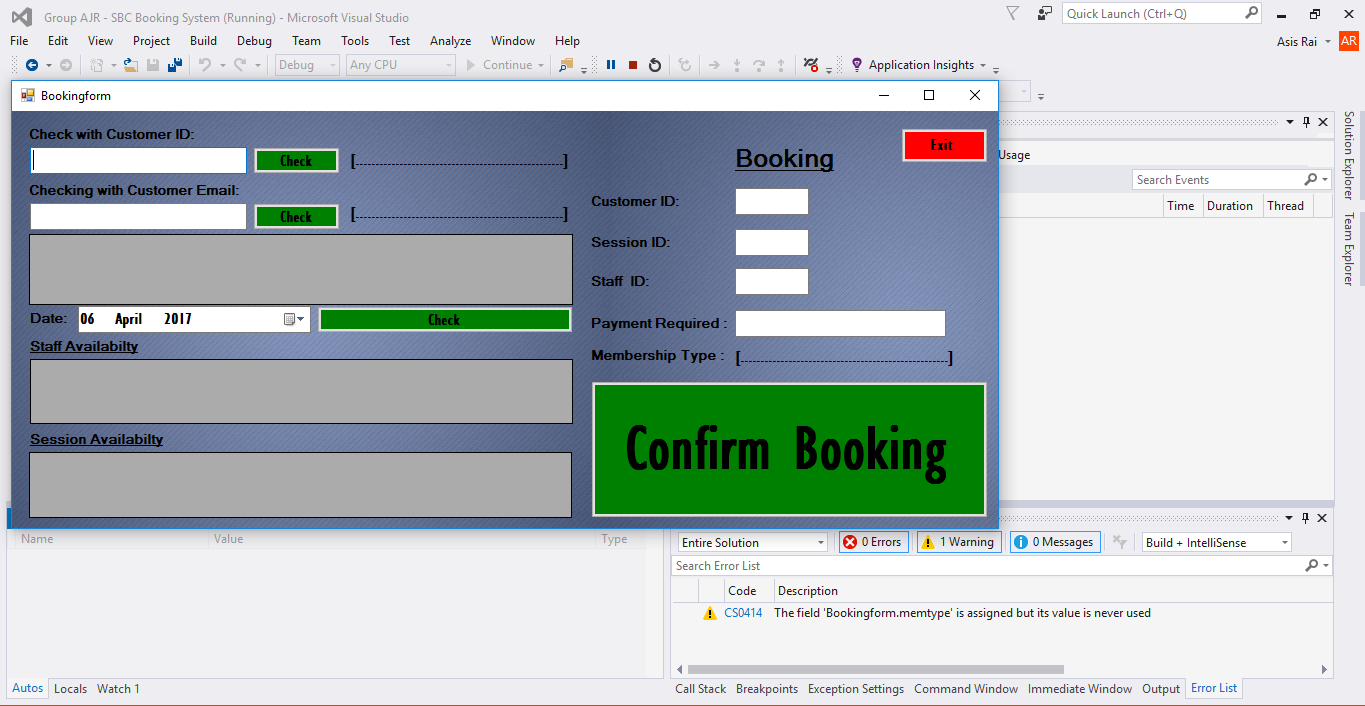 Group AJR - SBC Booking System (Running) - Microsoft Visual Studio
Quick Launch (Ctrl+Q)
File Edit View Project Build Debug Team Tools Test Analyze Window Help
Asis Rai AR
Debug Any CPU Continue Application Insights
Bookingform
Check with Customer ID:
Check [-------------------------------------------]
Checking with Customer Email:
Check [-------------------------------------------]
Date: 06 April 2017 Check
Staff Availabilty
Session Availabilty
Exit
Booking
Customer ID:
Session ID:
Staff ID:
Payment Required :
Membership Type : [-------------------------------------------]
Confirm Booking
Usage
Search Events
Time Duration Thread
Solution Explorer
Team Explorer
Name Value Type
Autos Locals Watch 1
Entire Solution 0 Errors 1 Warning 0 Messages Build + IntelliSense
Search Error List
Code Description
CS0414 The field 'Bookingform.memtype' is assigned but its value is never used
Call Stack Breakpoints Exception Settings Command Window Immediate Window Output Error List